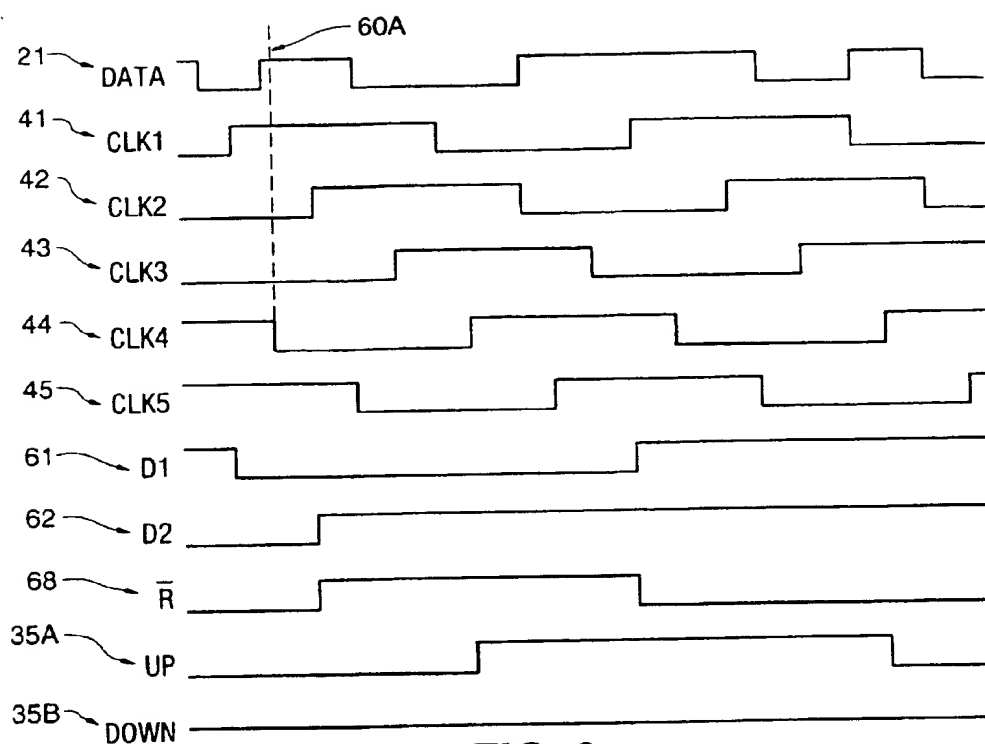 60A
21 DATA
41 CLK1
42 CLK2
43 CLK3
44 CLK4
45 CLK5
61 D1
62 D2
68 R̅
35A UP
35B DOWN